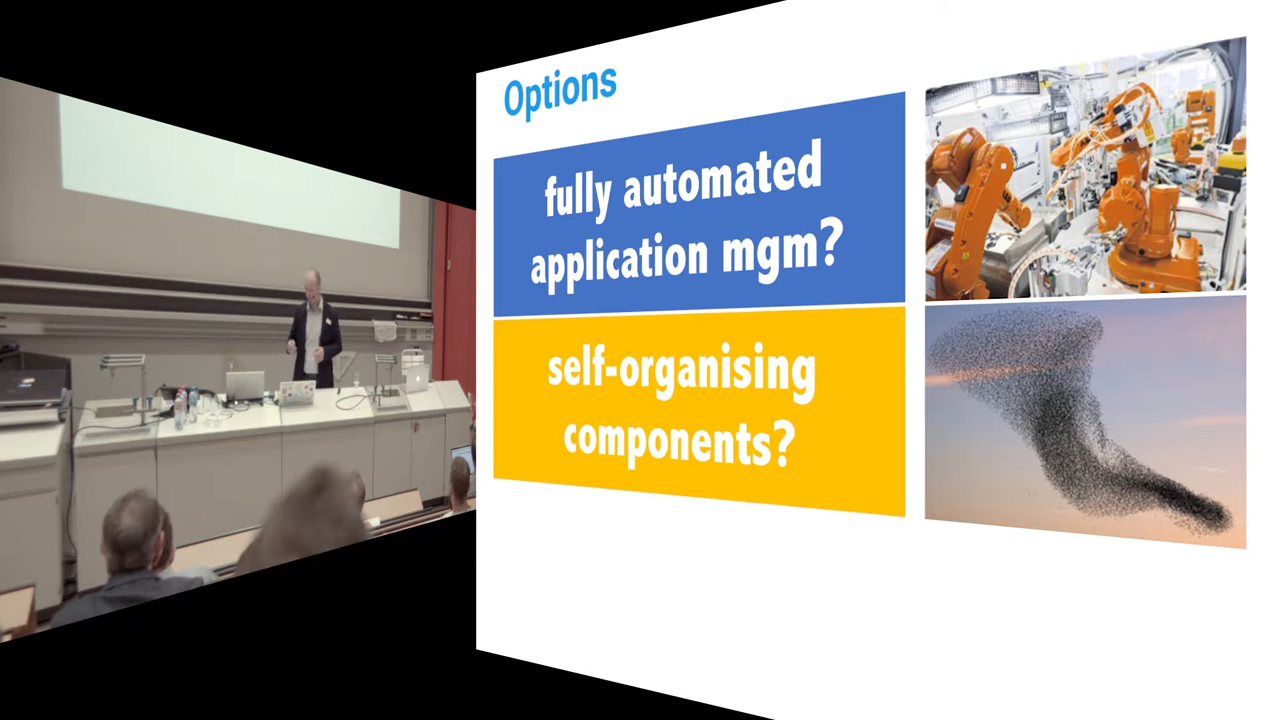 Options
fully automated
application mgm?
self-organising
components?